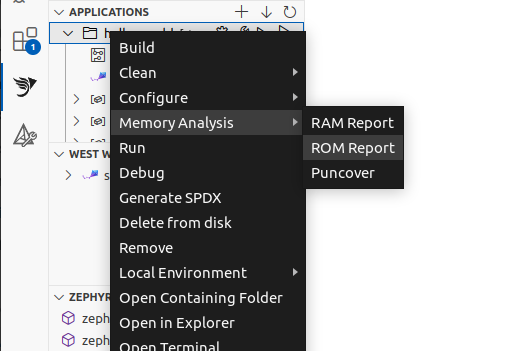 APPLICATIONS
Build
Clean
Configure
Memory Analysis
RAM Report
ROM Report
Puncover
Run
Debug
Generate SPDX
Delete from disk
Remove
Local Environment
Open Containing Folder
Open in Explorer
Open Terminal
WEST W
s
ZEPHYR
zeph
zeph
1